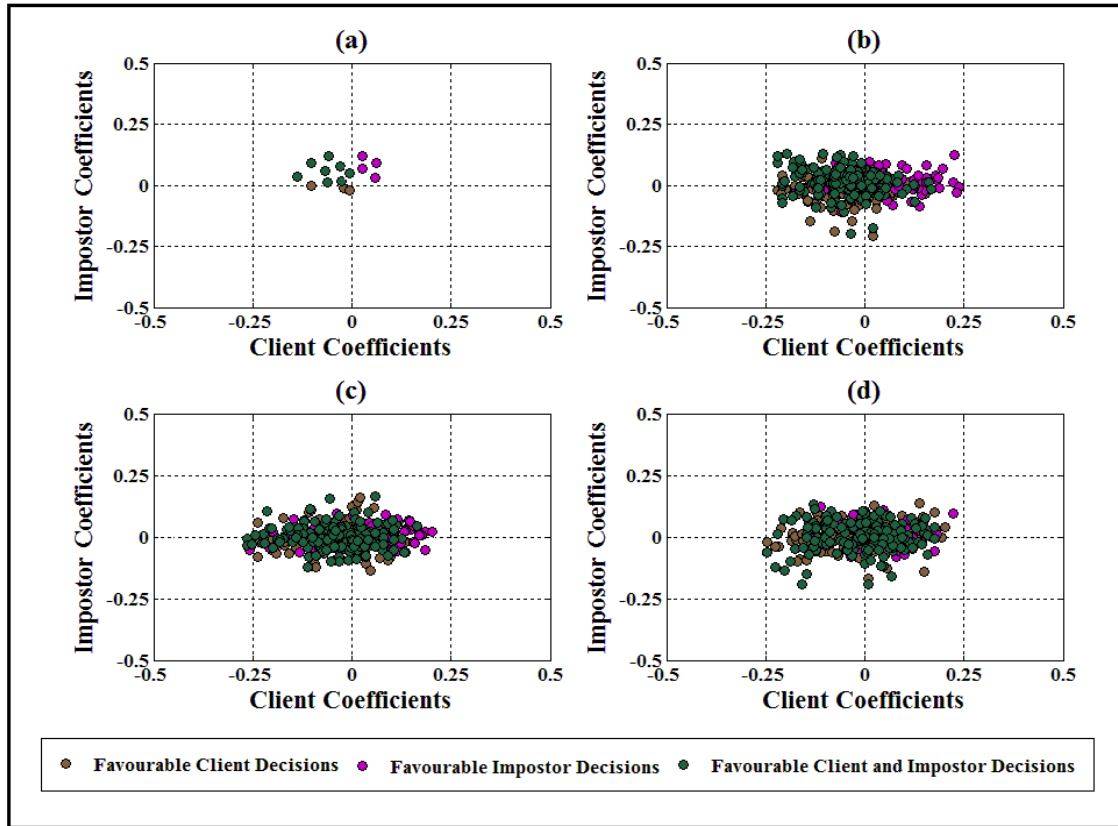 (a)
Impostor Coefficients
0.5
0.25
0
-0.25
-0.5
-0.5 -0.25 0 0.25 0.5
Client Coefficients
(b)
Impostor Coefficients
0.5
0.25
0
-0.25
-0.5
-0.5 -0.25 0 0.25 0.5
Client Coefficients
(c)
Impostor Coefficients
0.5
0.25
0
-0.25
-0.5
-0.5 -0.25 0 0.25 0.5
Client Coefficients
(d)
Impostor Coefficients
0.5
0.25
0
-0.25
-0.5
-0.5 -0.25 0 0.25 0.5
Client Coefficients
Favourable Client Decisions Favourable Impostor Decisions Favourable Client and Impostor Decisions